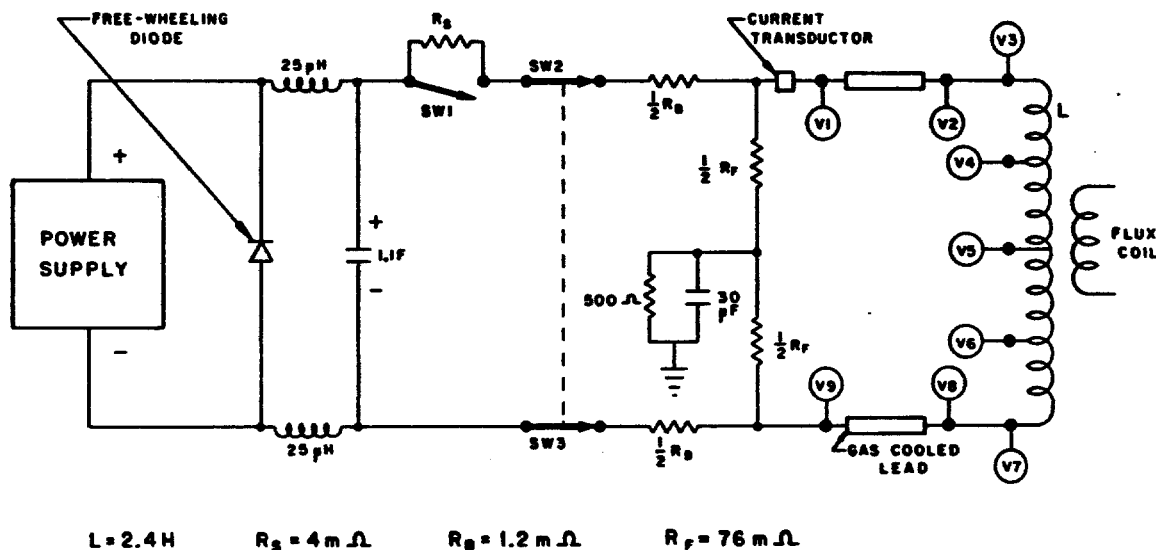 FREE-WHEELING
DIODE
25 µH
RS
SW1
SW2
½ RB
CURRENT
TRANSDUCTOR
V1
V2
V3
L
V4
½ RF
+
POWER
SUPPLY
−
+
1.1F
−
500 Ω
30
µF
V5
FLUX
COIL
½ RF
V6
V9
V8
25 µH
SW3
½ RB
GAS COOLED
LEAD
V7
L = 2.4 H RS = 4 m Ω RB = 1.2 m Ω RF = 76 m Ω